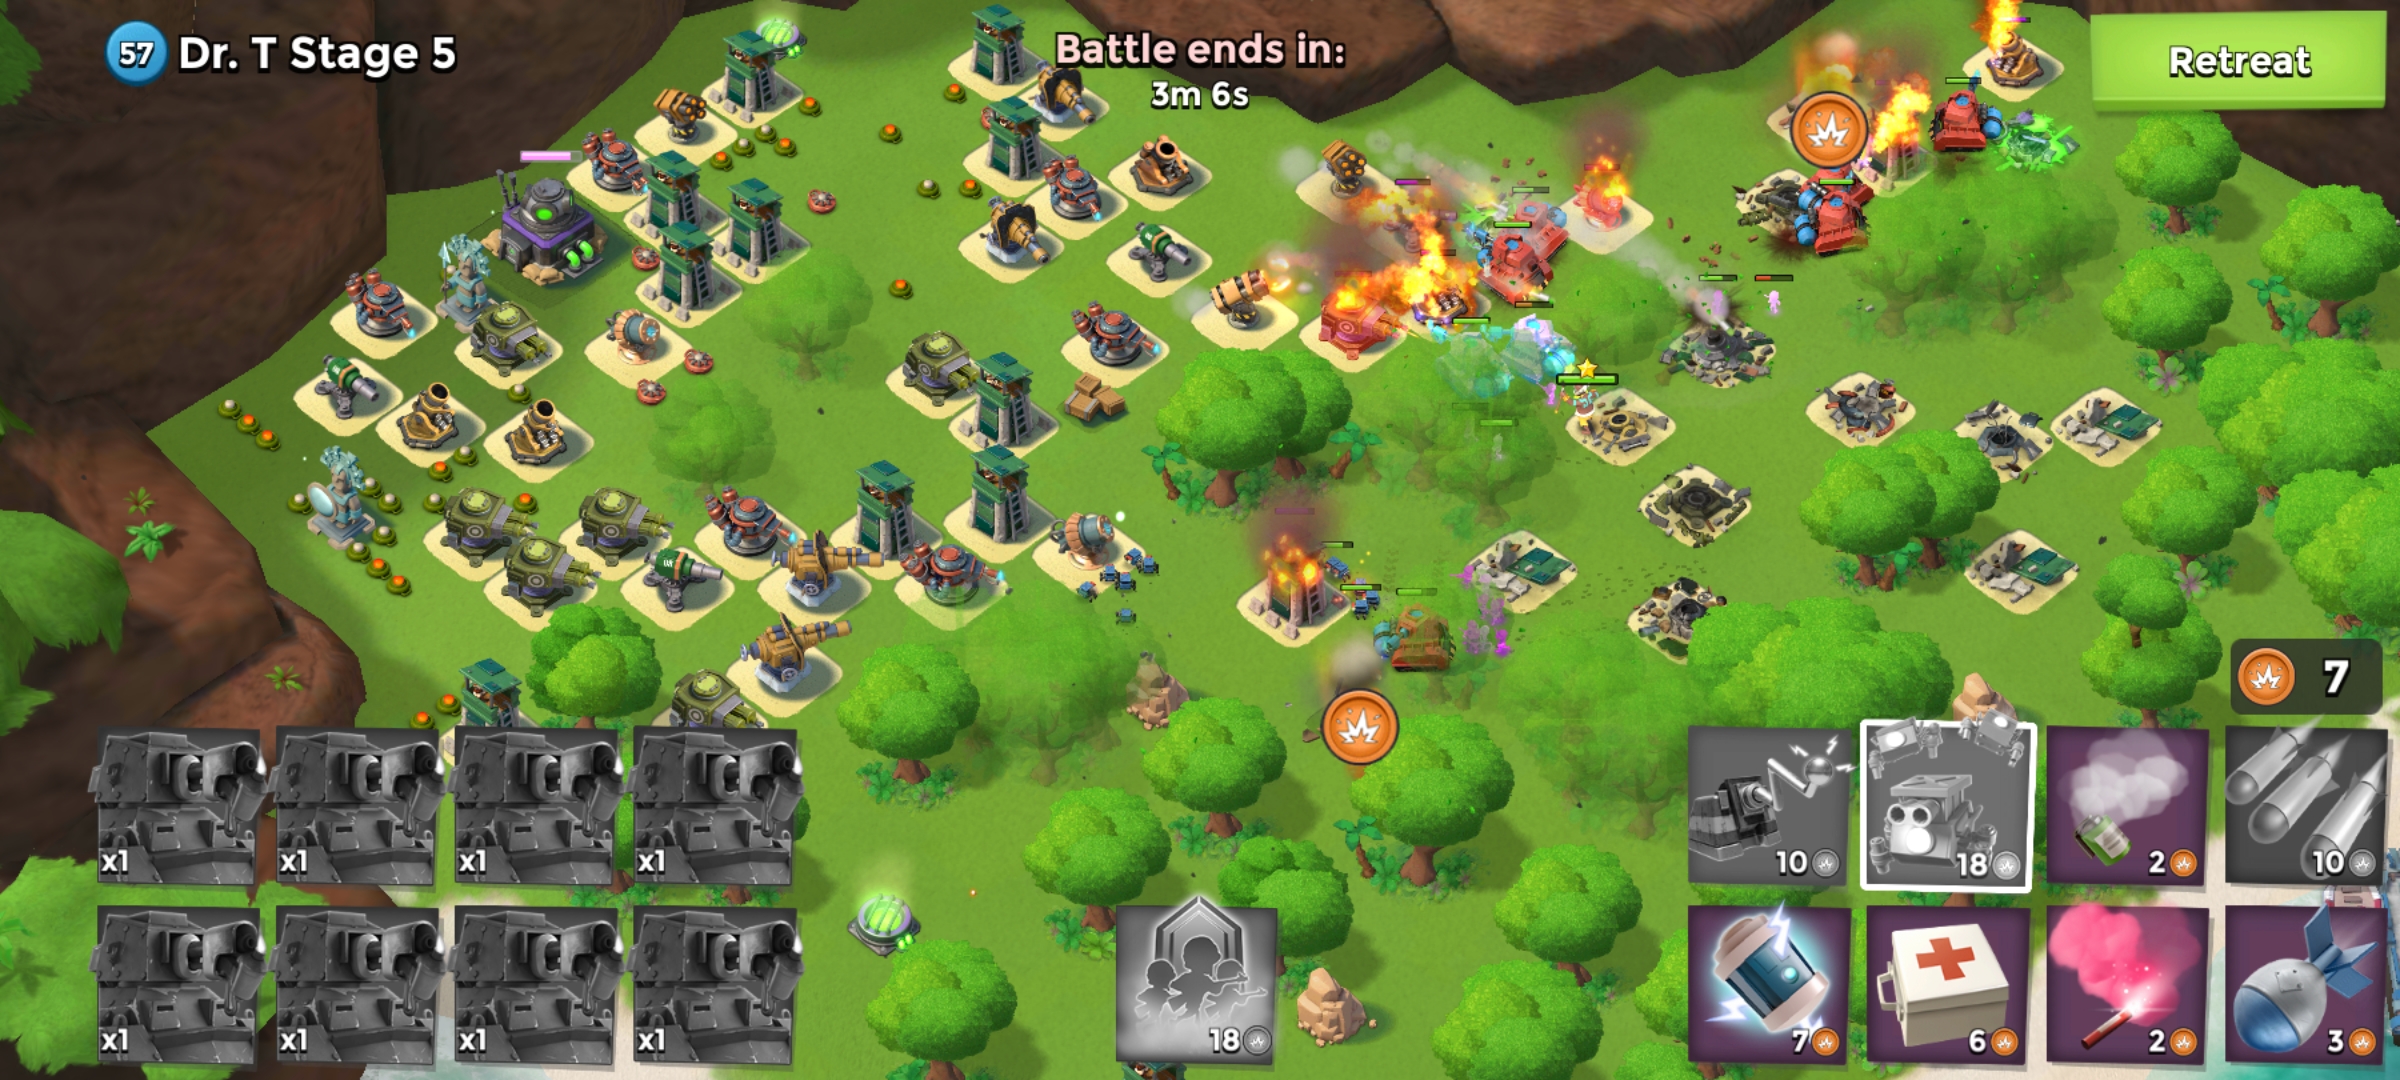 57 Dr. T Stage 5
Battle ends in:
3m 6s
Retreat
7
x1 x1 x1 x1
10 18 2 10
x1 x1 x1 x1
18
7 6 2 3